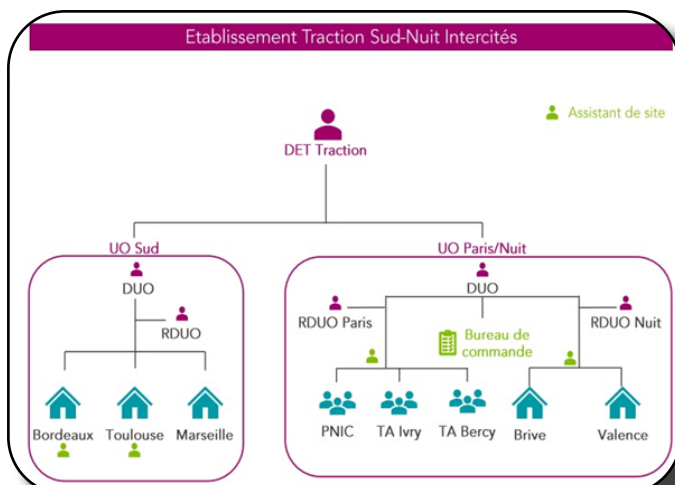 Etablissement Traction Sud-Nuit Intercités
Assistant de site
DET Traction
UO Sud
DUO
RDUO
Bordeaux
Toulouse
Marseille
UO Paris/Nuit
DUO
RDUO Paris
Bureau de
commande
RDUO Nuit
PNIC
TA Ivry
TA Bercy
Brive
Valence